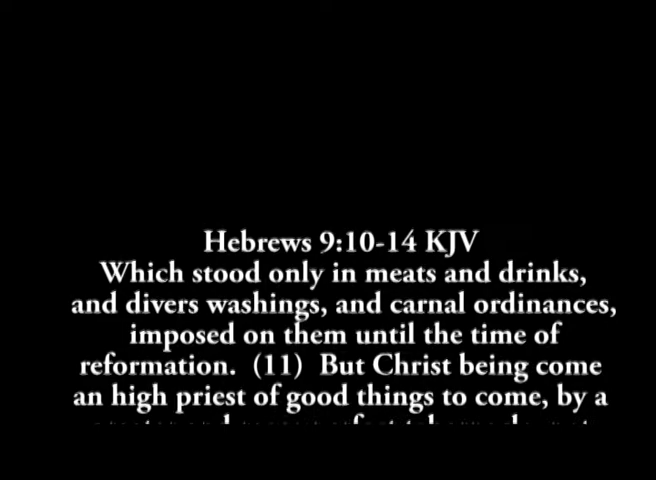 Hebrews 9:10-14 KJV
Which stood only in meats and drinks,
and divers washings, and carnal ordinances,
imposed on them until the time of
reformation. (11) But Christ being come
an high priest of good things to come, by a